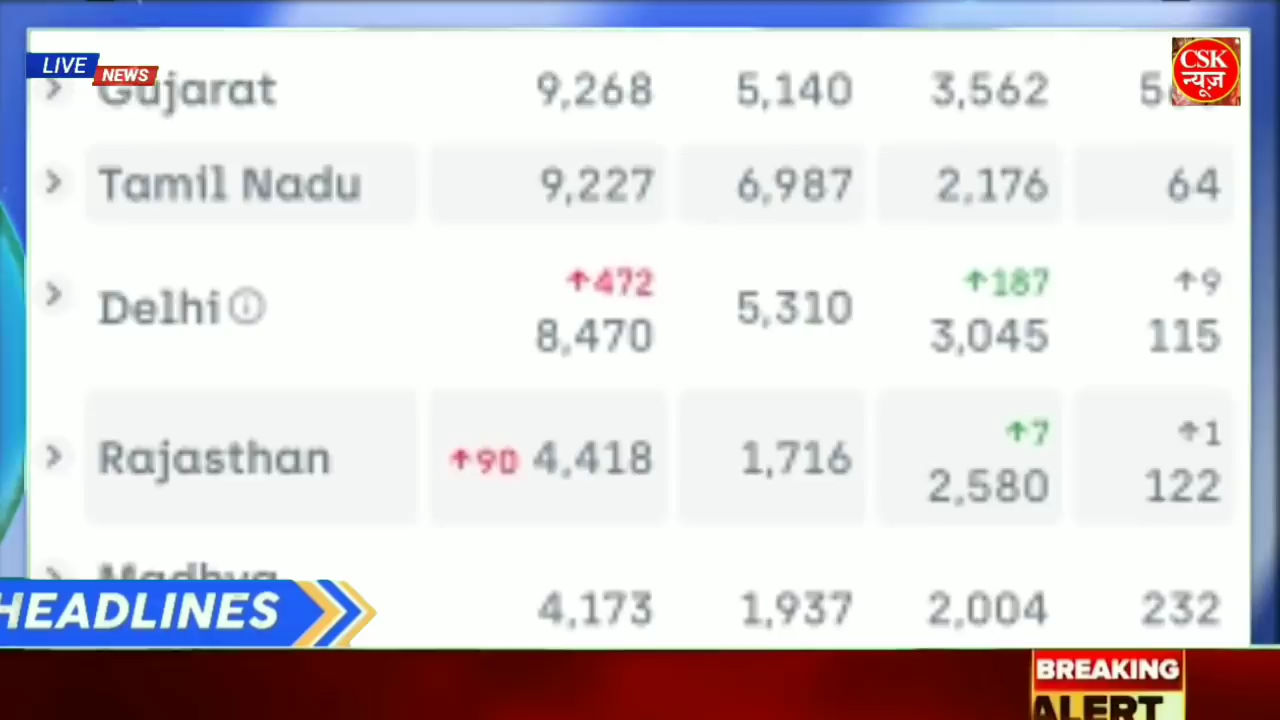 LIVE
NEWS
CSK
न्यूज़
Gujarat 9,268 5,140 3,562
Tamil Nadu 9,227 6,987 2,176 64
↑472 ↑187 ↑9
Delhi 8,470 5,310 3,045 115
↑7 ↑1
Rajasthan ↑90 4,418 1,716 2,580 122
Madhya 4,173 1,937 2,004 232
HEADLINES
BREAKING
ALERT